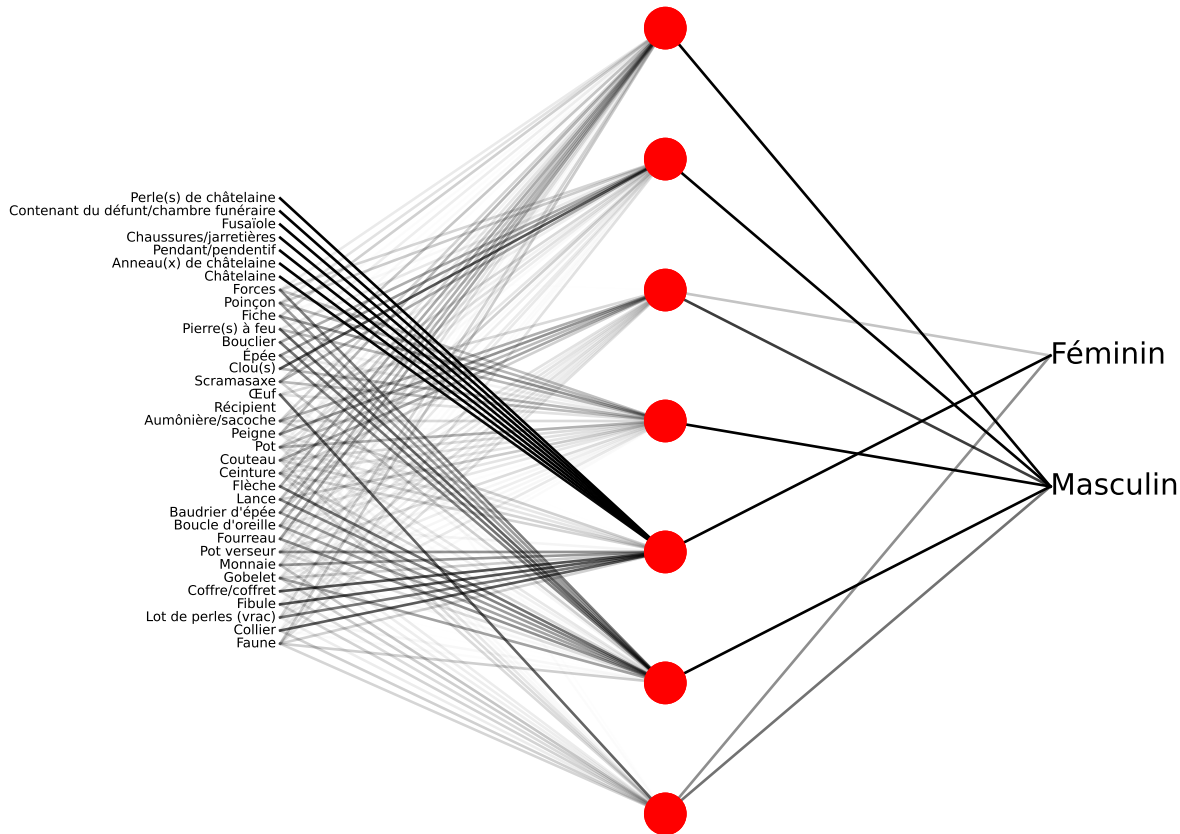 Perle(s) de châtelaine
Contenant du défunt/chambre funéraire
Fusaïole
Chaussures/jarretières
Pendant/pendentif
Anneau(x) de châtelaine
Châtelaine
Forces
Poinçon
Fiche
Pierre(s) à feu
Bouclier
Épée
Clou(s)
Scramasaxe
Œuf
Récipient
Aumônière/sacoche
Peigne
Pot
Couteau
Ceinture
Flèche
Lance
Baudrier d'épée
Boucle d'oreille
Fourreau
Pot verseur
Monnaie
Gobelet
Coffre/coffret
Fibule
Lot de perles (vrac)
Collier
Faune
Féminin
Masculin